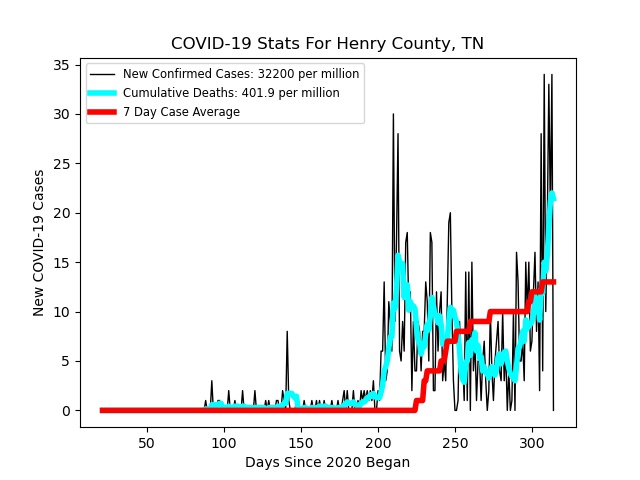 COVID-19 Stats For Henry County, TN
New Confirmed Cases: 32200 per million
Cumulative Deaths: 401.9 per million
7 Day Case Average
New COVID-19 Cases
35
30
25
20
15
10
5
0
50 100 150 200 250 300
Days Since 2020 Began